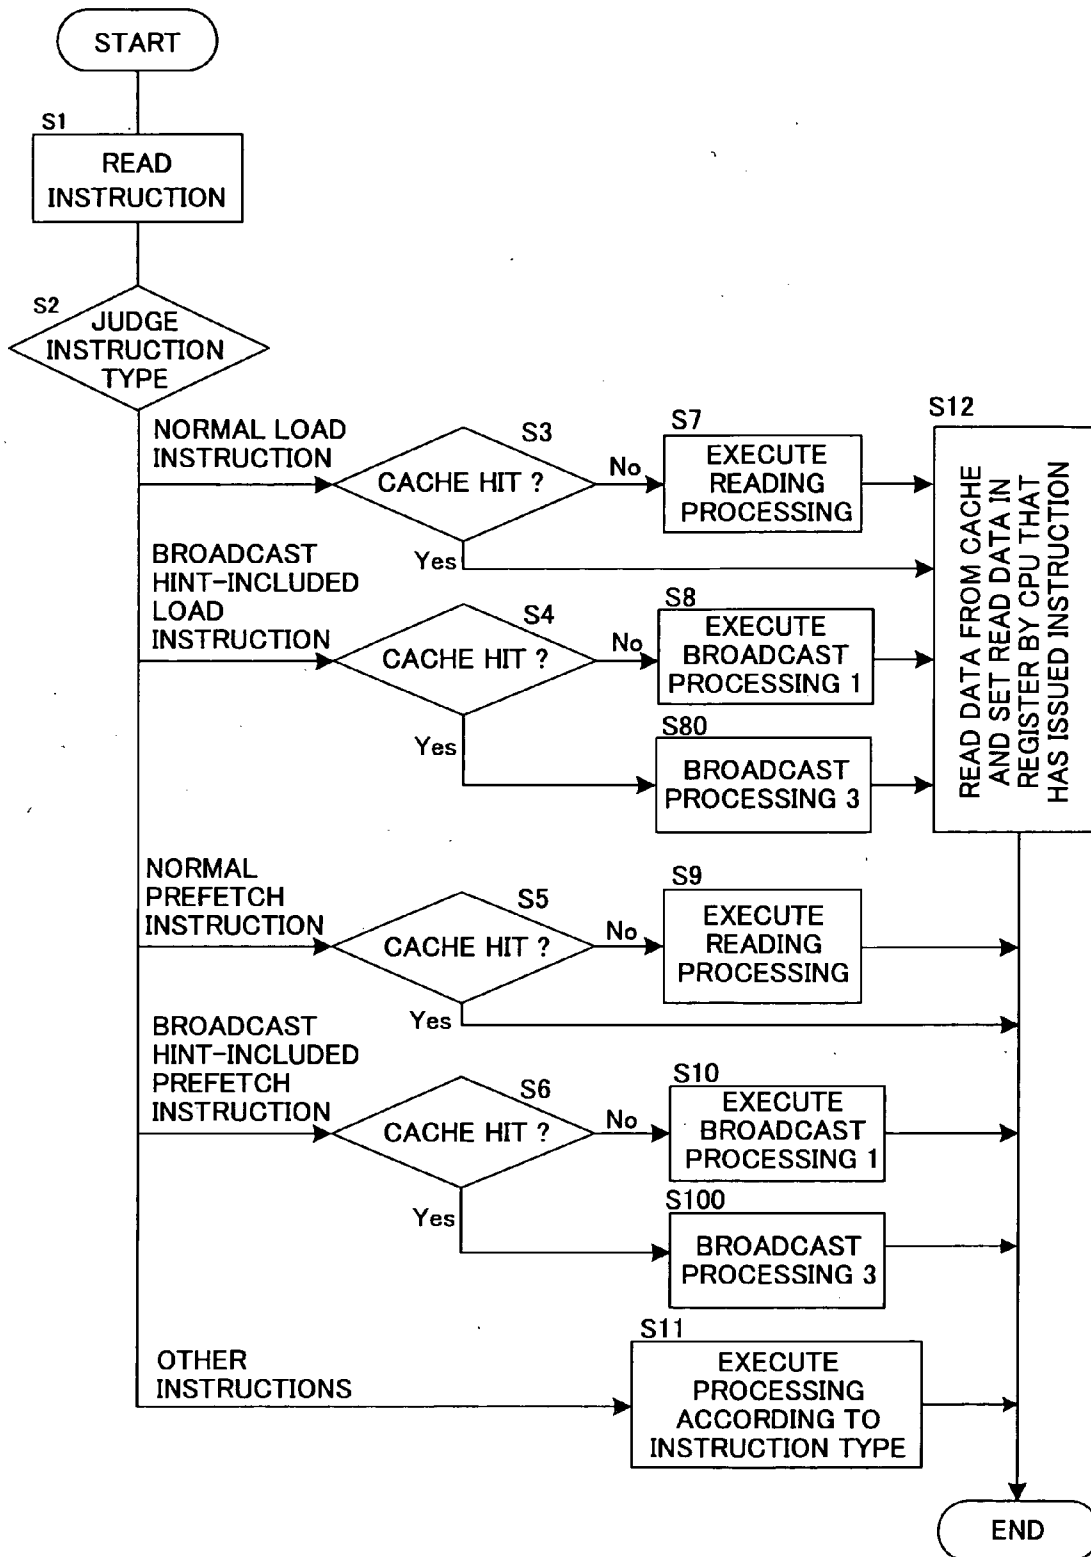 START
S1
READ
INSTRUCTION
S2
JUDGE
INSTRUCTION
TYPE
NORMAL LOAD
INSTRUCTION
S3
CACHE HIT ?
No
Yes
S7
EXECUTE
READING
PROCESSING
S12
READ DATA FROM CACHE
AND SET READ DATA IN
REGISTER BY CPU THAT
HAS ISSUED INSTRUCTION
BROADCAST
HINT-INCLUDED
LOAD
INSTRUCTION
S4
CACHE HIT ?
No
Yes
S8
EXECUTE
BROADCAST
PROCESSING 1
S80
BROADCAST
PROCESSING 3
NORMAL
PREFETCH
INSTRUCTION
S5
CACHE HIT ?
No
Yes
S9
EXECUTE
READING
PROCESSING
BROADCAST
HINT-INCLUDED
PREFETCH
INSTRUCTION
S6
CACHE HIT ?
No
Yes
S10
EXECUTE
BROADCAST
PROCESSING 1
S100
BROADCAST
PROCESSING 3
OTHER
INSTRUCTIONS
S11
EXECUTE
PROCESSING
ACCORDING TO
INSTRUCTION TYPE
END